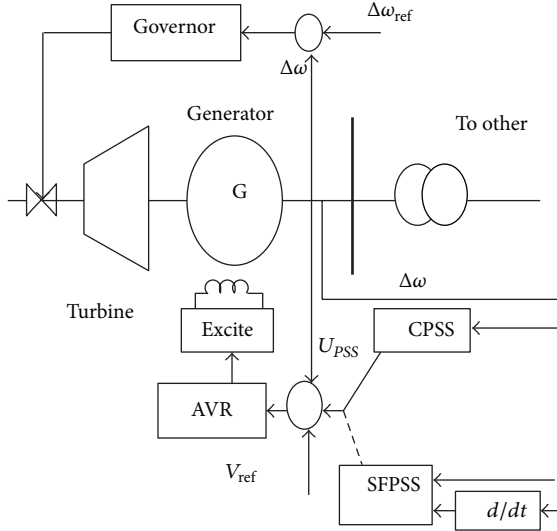 Governor
Δω_ref
Δω
Generator
To other
G
Turbine
Δω
Excite
CPSS
U_PSS
AVR
V_ref
SFPSS
d/dt